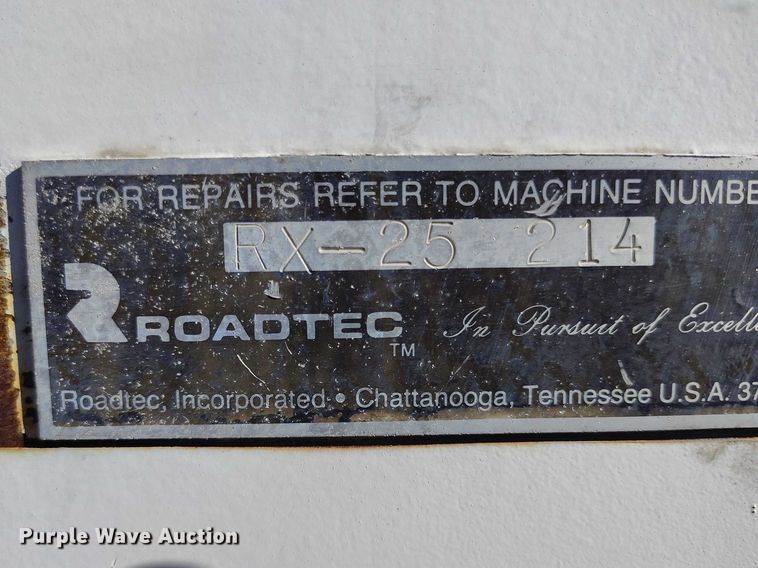 FOR REPAIRS REFER TO MACHINE NUMBE
RX-25 214
ROADTEC TM In Pursuit of Excelle
Roadtec, Incorporated • Chattanooga, Tennessee U.S.A. 37
Purple Wave Auction